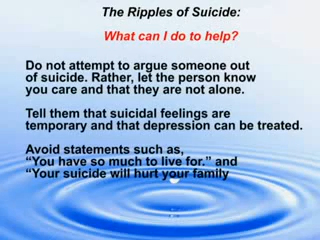 The Ripples of Suicide:
What can I do to help?
Do not attempt to argue someone out
of suicide. Rather, let the person know
you care and that they are not alone.
Tell them that suicidal feelings are
temporary and that depression can be treated.
Avoid statements such as,
“You have so much to live for.” and
“Your suicide will hurt your family